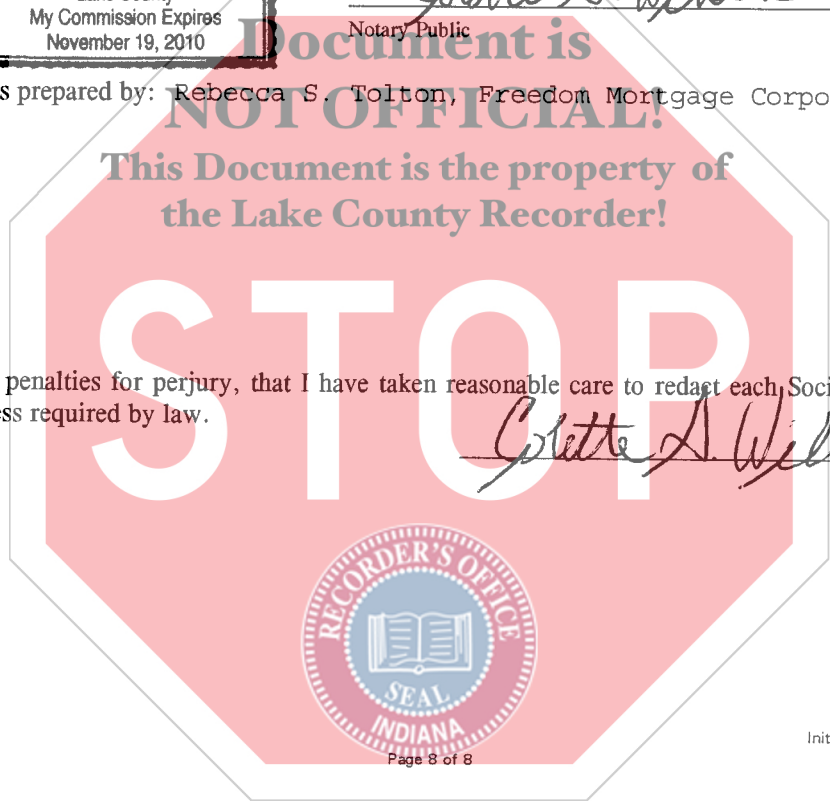 My Commission Expires
November 19, 2010
Notary Public
Document is
s prepared by: Rebecca S. Tolton, Freedom Mortgage Corpo
NOT OFFICIAL!
This Document is the property of
the Lake County Recorder!
STOP
penalties for perjury, that I have taken reasonable care to redact each Soci
ss required by law.
Colette S. Wil
RECORDER'S OFFICE
SEAL
INDIANA
Init
Page 8 of 8